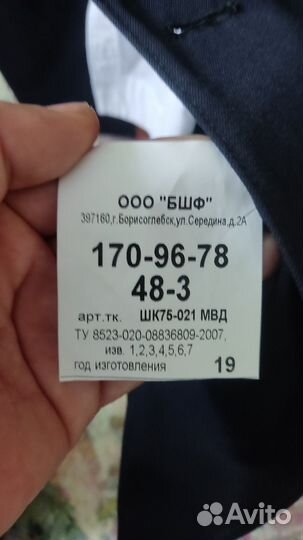 ООО "БШФ"
397160,г.Борисоглебск,ул.Середина,д.2А
170-96-78
48-3
арт.тк. ШК75-021 МВД
ТУ 8523-020-08836809-2007,
изв. 1,2,3,4,5,6,7
год изготовления 19
Avito